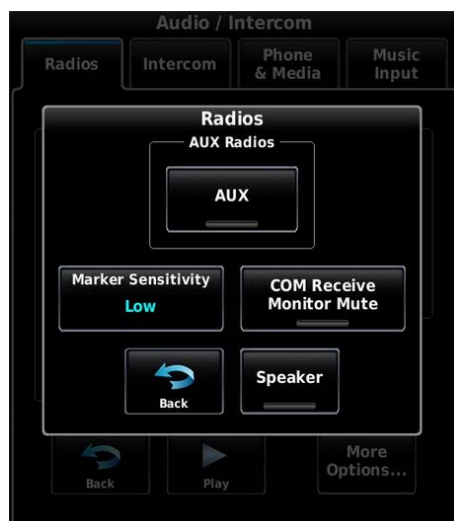 Audio / Intercom
Radios
Intercom
Phone
& Media
Music
Input
Radios
AUX Radios
AUX
Marker Sensitivity
Low
COM Receive
Monitor Mute
Back
Speaker
Back
Play
More
Options...